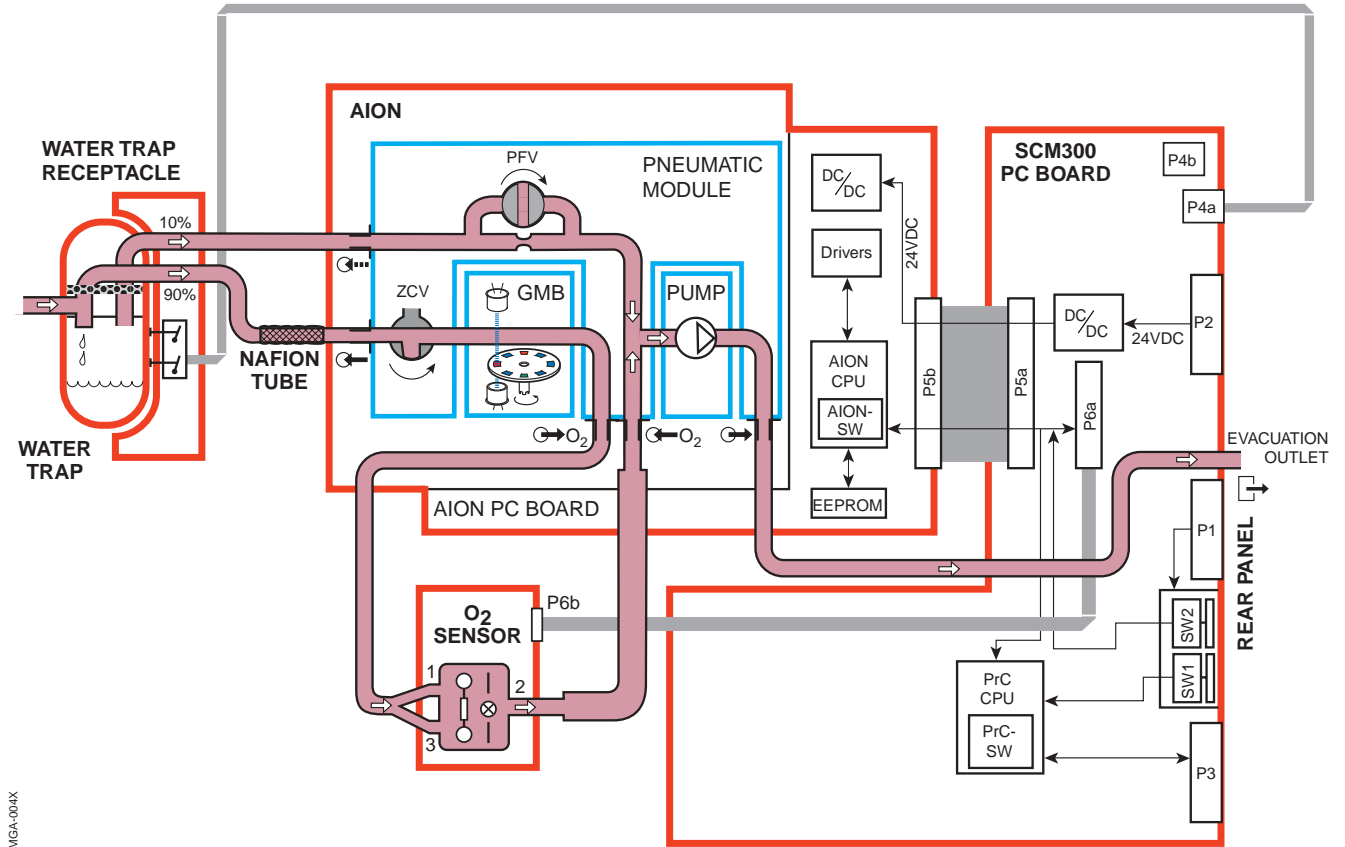 AION
WATER TRAP
RECEPTACLE
10%
90%
NAFION
TUBE
WATER
TRAP
PNEUMATIC
MODULE
PFV
ZCV
GMB
PUMP
O2
O2
AION PC BOARD
DC/DC
Drivers
24VDC
AION
CPU
AION-
SW
EEPROM
P5b
P5a
SCM300
PC BOARD
P4b
P4a
DC/DC
24VDC
P2
P6a
EVACUATION
OUTLET
P1
REAR PANEL
SW2
SW1
P3
PrC
CPU
PrC-
SW
O2
SENSOR
P6b
1
2
3
MGA-004X